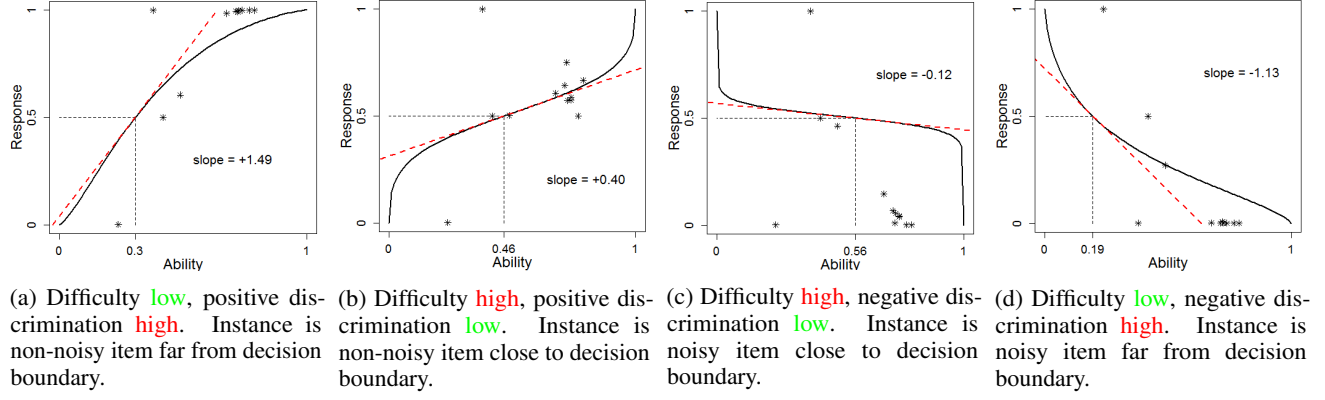 1
0.5
0
Response
slope = +1.49
0
0.3
1
Ability
1
0.5
0
Response
slope = +0.40
0
0.46
1
Ability
1
0.5
0
Response
slope = -0.12
0
0.56
1
Ability
1
0.5
0
Response
slope = -1.13
0
0.19
1
Ability
(a) Difficulty low, positive dis-
crimination high. Instance is
non-noisy item far from decision
boundary.
(b) Difficulty high, positive dis-
crimination low. Instance is
non-noisy item close to decision
boundary.
(c) Difficulty high, negative dis-
crimination low. Instance is
noisy item close to decision
boundary.
(d) Difficulty low, negative dis-
crimination high. Instance is
noisy item far from decision
boundary.